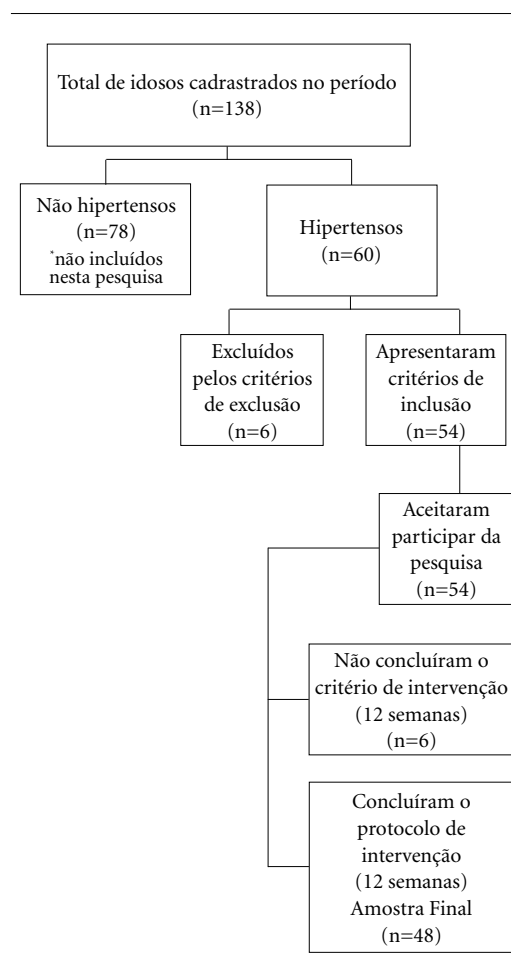 Total de idosos cadrastrados no período
(n=138)
Não hipertensos
(n=78)
*não incluídos
nesta pesquisa
Hipertensos
(n=60)
Excluídos
pelos critérios
de exclusão
(n=6)
Apresentaram
critérios de
inclusão
(n=54)
Aceitaram
participar da
pesquisa
(n=54)
Não concluíram o
critério de intervenção
(12 semanas)
(n=6)
Concluíram o
protocolo de
intervenção
(12 semanas)
Amostra Final
(n=48)